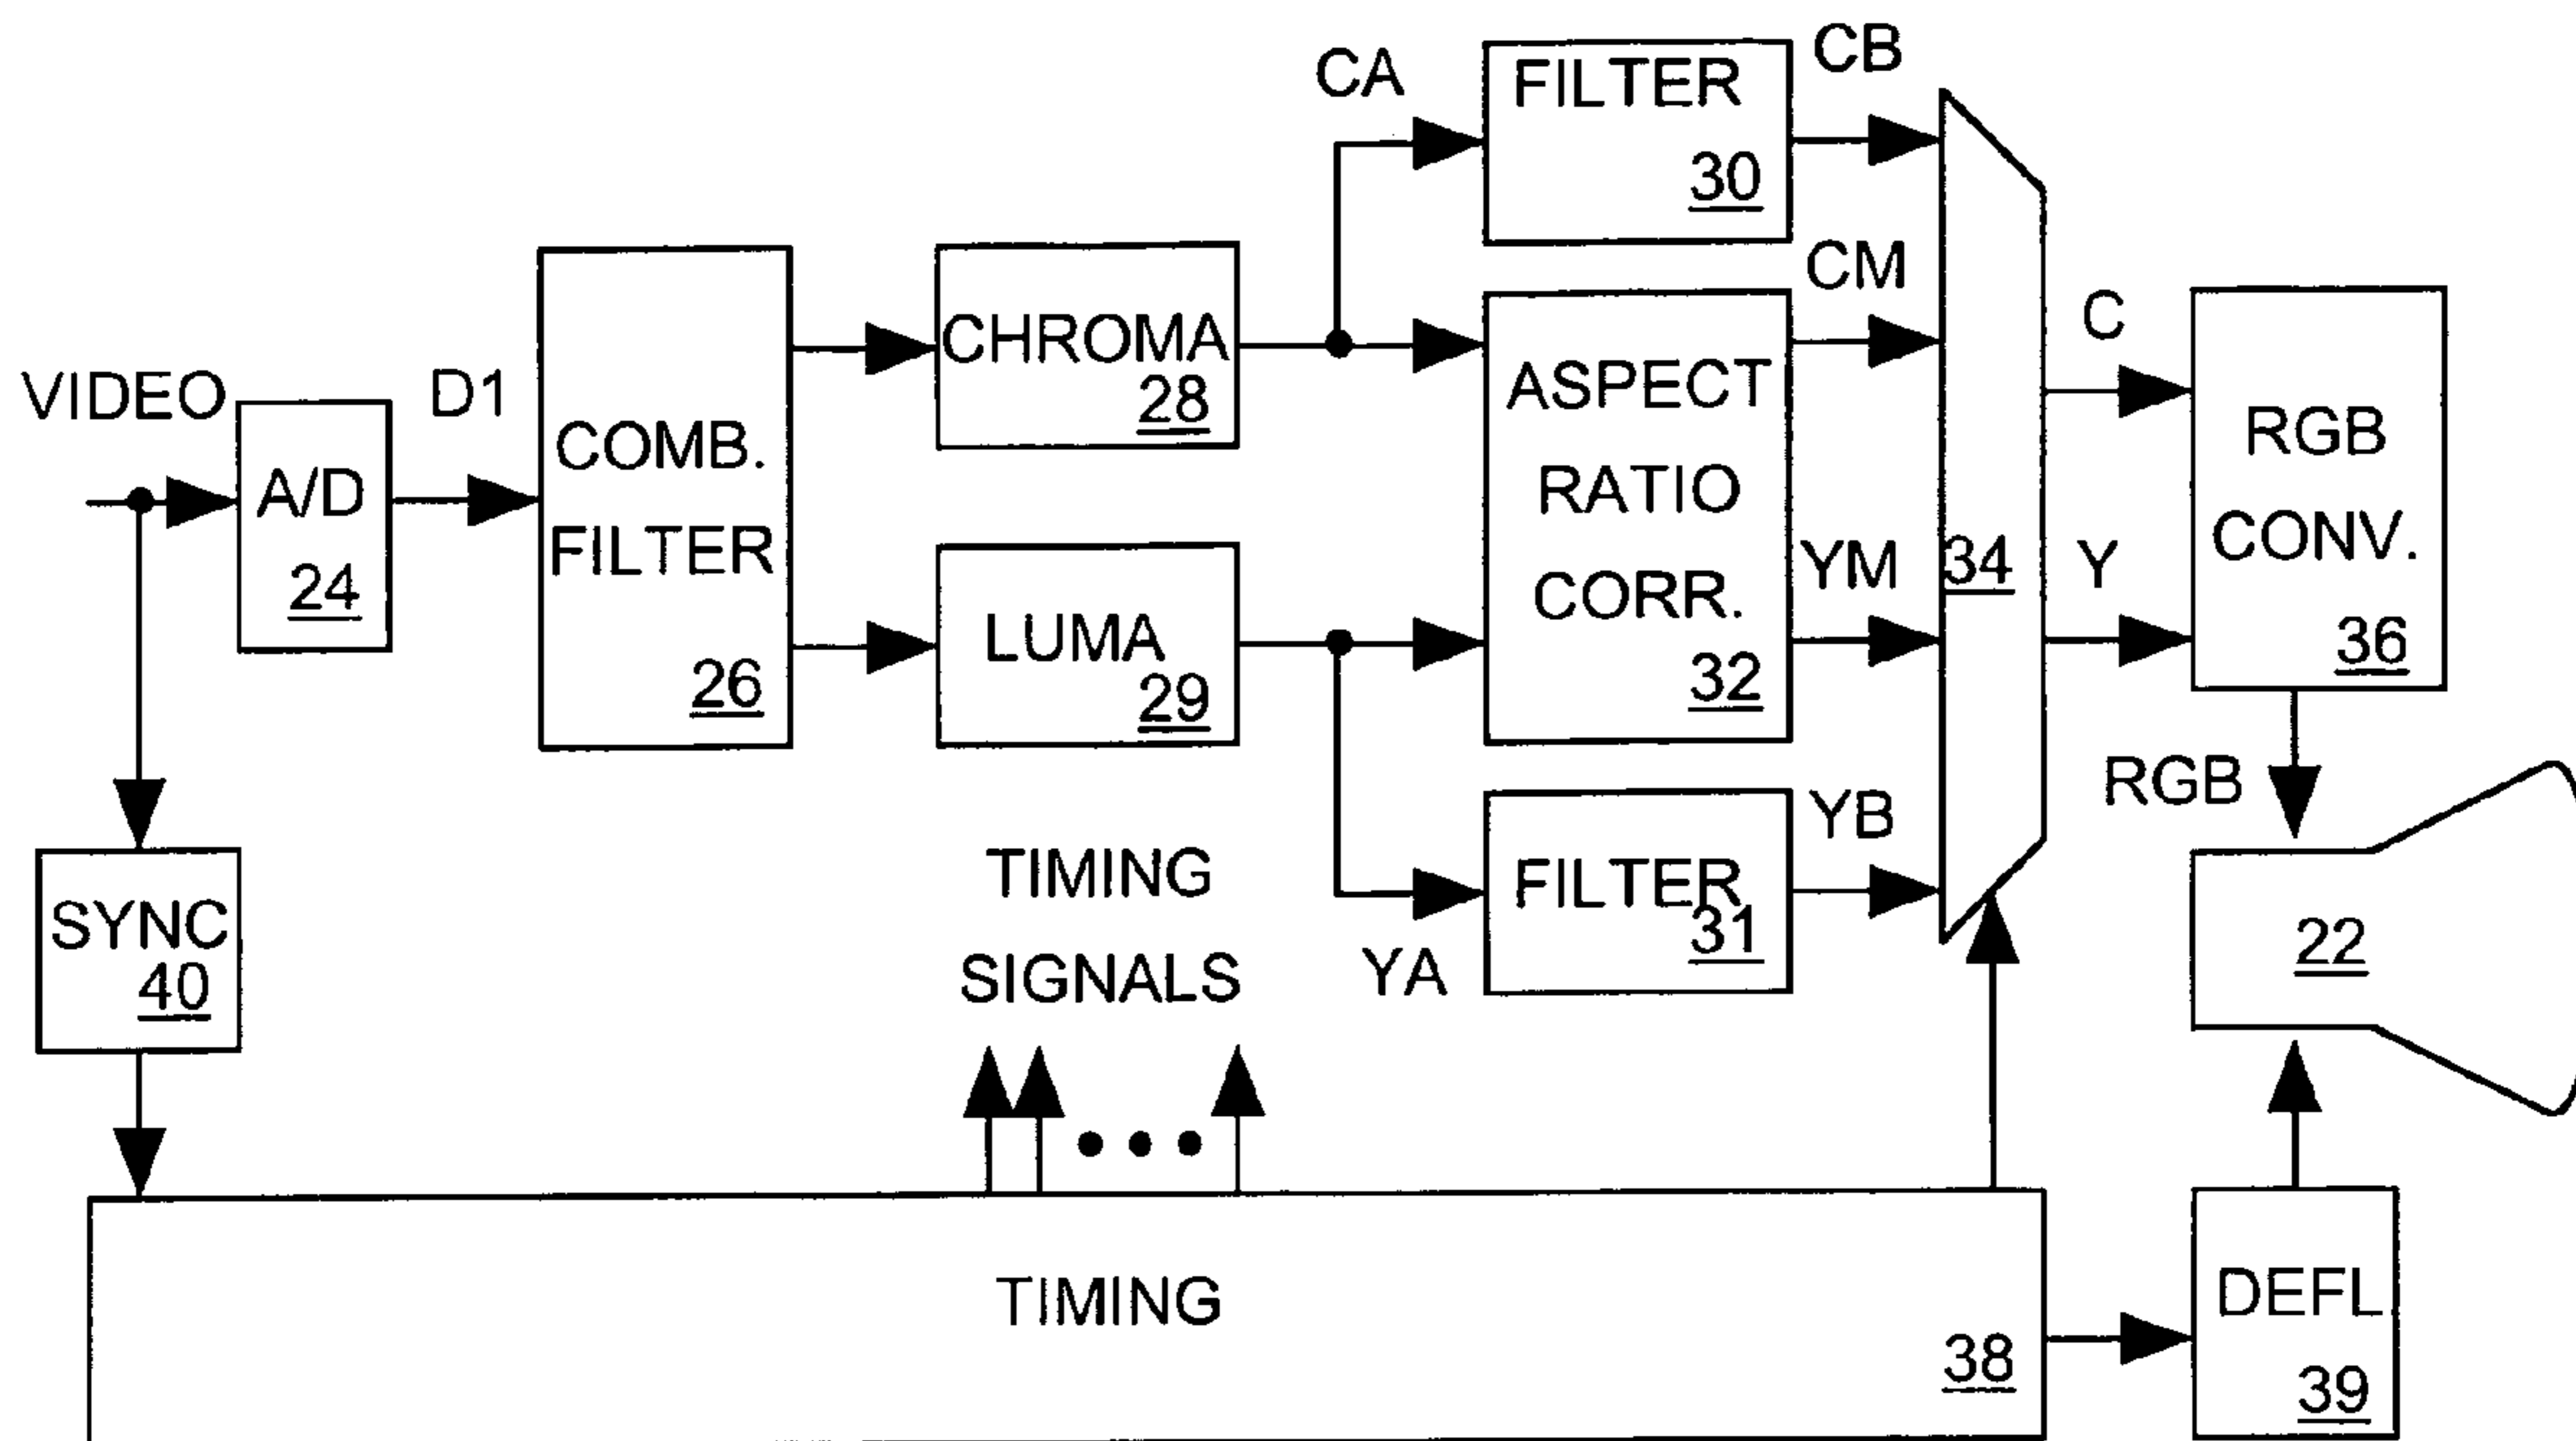 VIDEO
A/D
24
D1
COMB.
FILTER
26
CHROMA
28
LUMA
29
CA
FILTER
30
CB
ASPECT
RATIO
CORR.
32
CM
YM
YA
FILTER
31
YB
34
C
Y
RGB
CONV.
36
RGB
22
SYNC
40
TIMING
SIGNALS
TIMING
38
DEFL
39